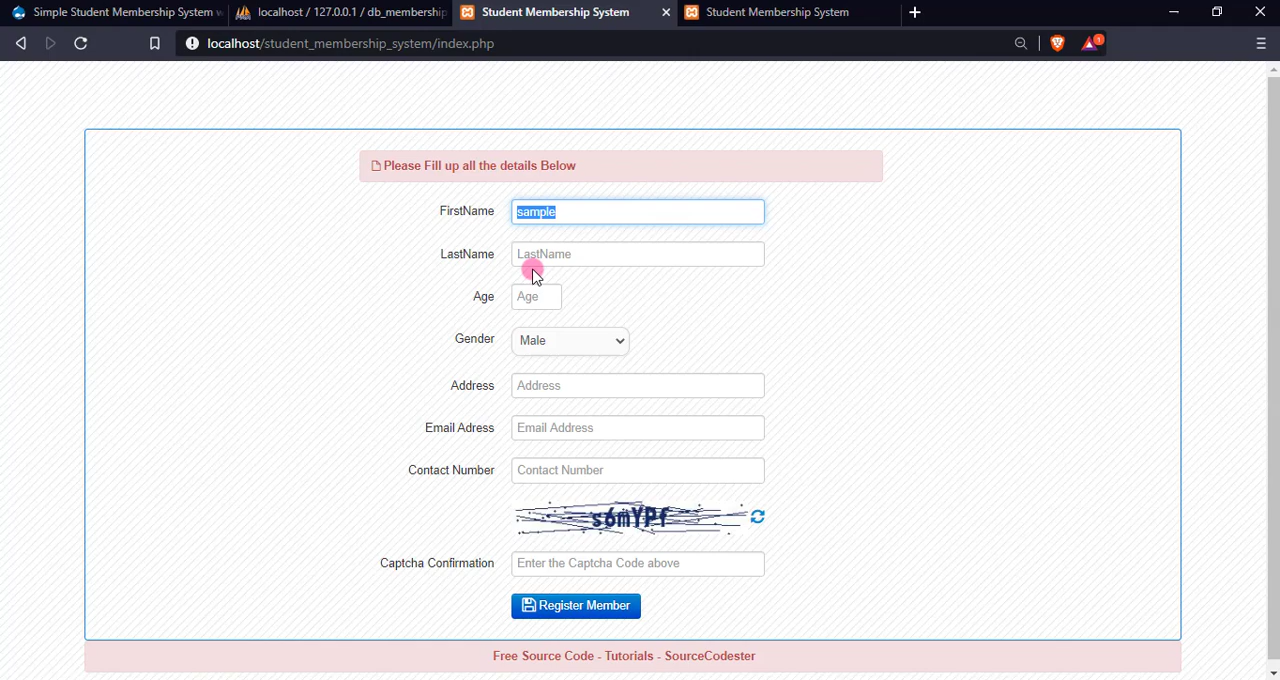 Simple Student Membership System w
localhost / 127.0.0.1 / db_membership
Student Membership System
Student Membership System
localhost/student_membership_system/index.php
1
Please Fill up all the details Below
FirstName sample
LastName LastName
Age Age
Gender Male
Address Address
Email Adress Email Address
Contact Number Contact Number
s6mYPf
Captcha Confirmation Enter the Captcha Code above
Register Member
Free Source Code - Tutorials - SourceCodester